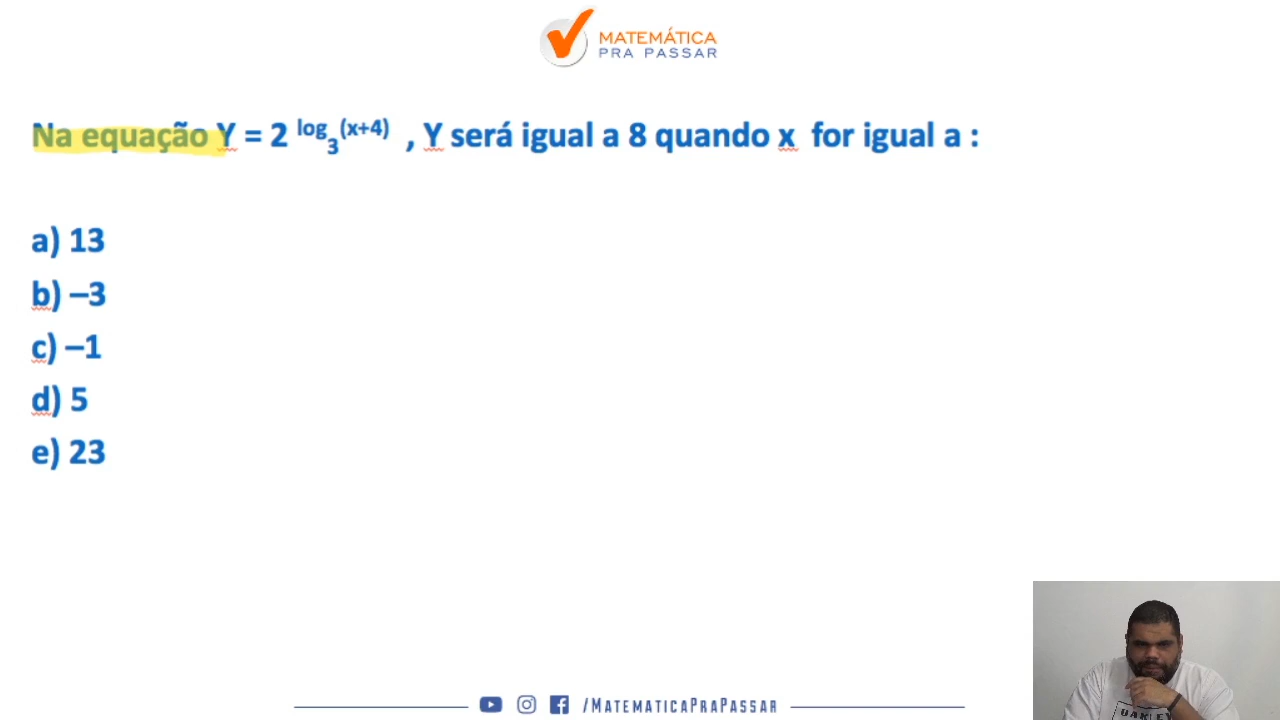 MATEMÁTICA
PRA PASSAR
Na equação Y = 2 log₃(x+4) , Y será igual a 8 quando x for igual a :
a) 13
b) –3
c) –1
d) 5
e) 23
OAKLEY
/MATEMATICAPRAPASSAR